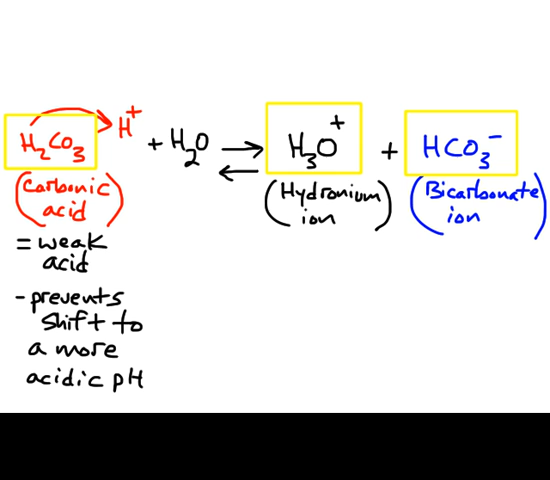 H₂CO₃ H⁺ + H₂O ⇌ H₃O⁺ + HCO₃⁻
(Carbonic acid) (Hydronium ion) (Bicarbonate ion)
= weak
acid
- prevents
shift to
a more
acidic pH